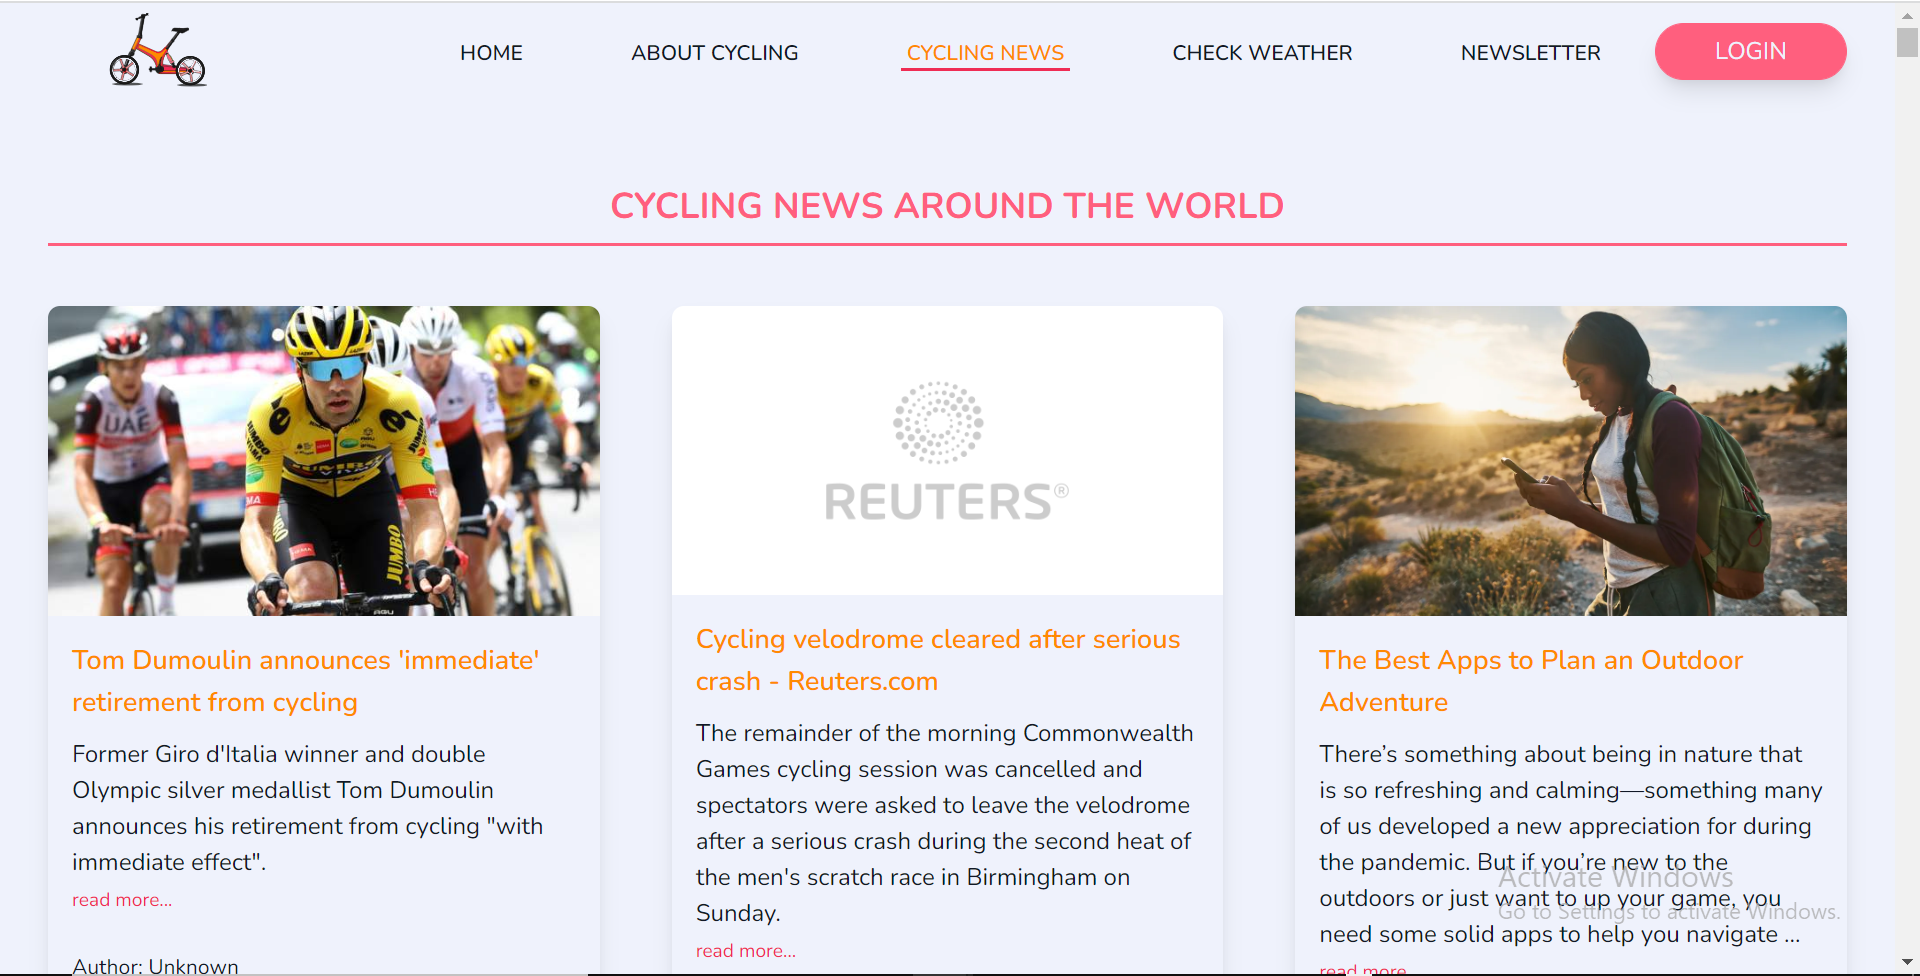 HOME
ABOUT CYCLING
CYCLING NEWS
CHECK WEATHER
NEWSLETTER
LOGIN
CYCLING NEWS AROUND THE WORLD
UAE
JUMBO
VISMA
JUMBO
REUTERS®
Tom Dumoulin announces 'immediate'
retirement from cycling
Former Giro d'Italia winner and double
Olympic silver medallist Tom Dumoulin
announces his retirement from cycling "with
immediate effect".
read more...
Author: Unknown
Cycling velodrome cleared after serious
crash - Reuters.com
The remainder of the morning Commonwealth
Games cycling session was cancelled and
spectators were asked to leave the velodrome
after a serious crash during the second heat of
the men's scratch race in Birmingham on
Sunday.
read more...
The Best Apps to Plan an Outdoor
Adventure
There’s something about being in nature that
is so refreshing and calming—something many
of us developed a new appreciation for during
the pandemic. But if you’re new to the
outdoors or just want to up your game, you
need some solid apps to help you navigate ...
read more...
Activate Windows
Go to Settings to activate Windows.